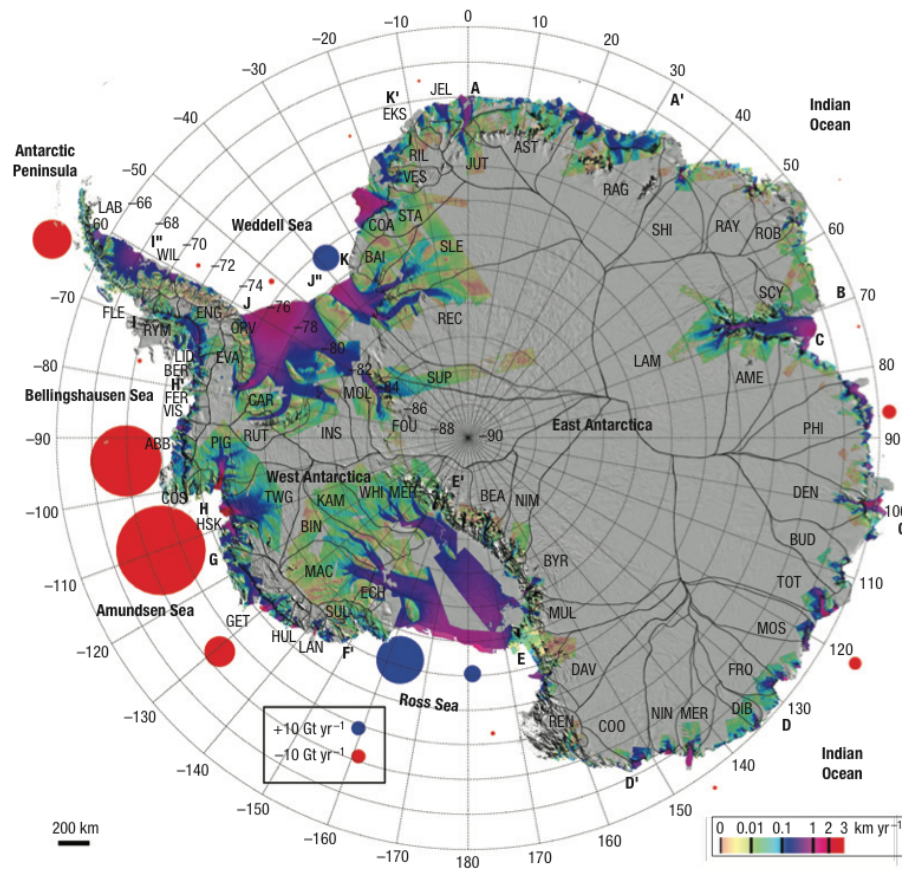 0
-10
10
-20
20
-30
30
-40
40
-50
50
-60
60
-70
70
-80
80
-90
90
-100
100
-110
110
-120
120
-130
130
-140
140
-150
150
-160
160
-170
170
180
Indian
Ocean
Antarctic
Peninsula
Weddell Sea
Bellingshausen Sea
Amundsen Sea
Ross Sea
East Antarctica
West Antarctica
Indian
Ocean
K'
JEL
A
EKS
A'
RIL
JUT
AST
VES
RAG
STA
COA
BAI
SLE
K
J"
REC
SHI
RAY
ROB
SCY
B
C
LAM
AME
PHI
DEN
BUD
TOT
MOS
FRO
DIB
D
LAB
-66
-68
-70
-72
-74
-76
-78
-80
-82
-84
-86
-88
-90
I"
WIL
FLE
I
RYM
ENG
J
ORV
LID
EVA
BER
H'
FER
VIS
CAR
MOL
SUP
FOU
RUT
INS
ABB
PIG
COS
H
HSK
G
TWG
KAM
WHI
MER
E'
BEA
NIM
BIN
MAC
ECH
SUL
GET
HUL
LAN
F'
BYR
MUL
E
DAV
REN
COO
NIN
MER
D'
+10 Gt yr⁻¹
−10 Gt yr⁻¹
200 km
0 0.01 0.1 1 2 3 km yr⁻¹